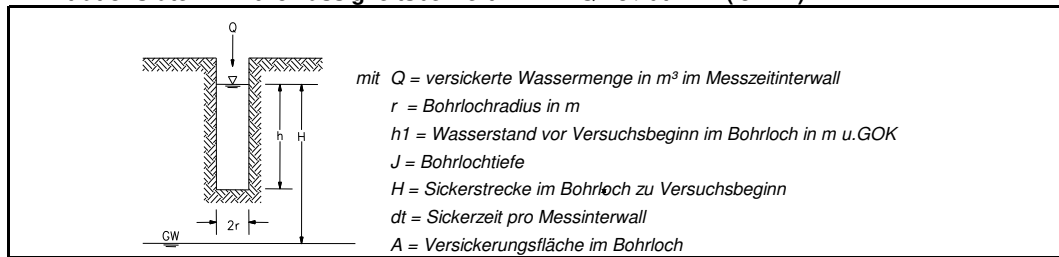 Q
mit Q = versickerte Wassermenge in m³ im Messzeitinterwall
r = Bohrlochradius in m
h1 = Wasserstand vor Versuchsbeginn im Bohrloch in m u.GOK
J = Bohrlochtiefe
h H
H = Sickerstrecke im Bohrloch zu Versuchsbeginn
2r
dt = Sickerzeit pro Messinterwall
GW
A = Versickerungsfläche im Bohrloch